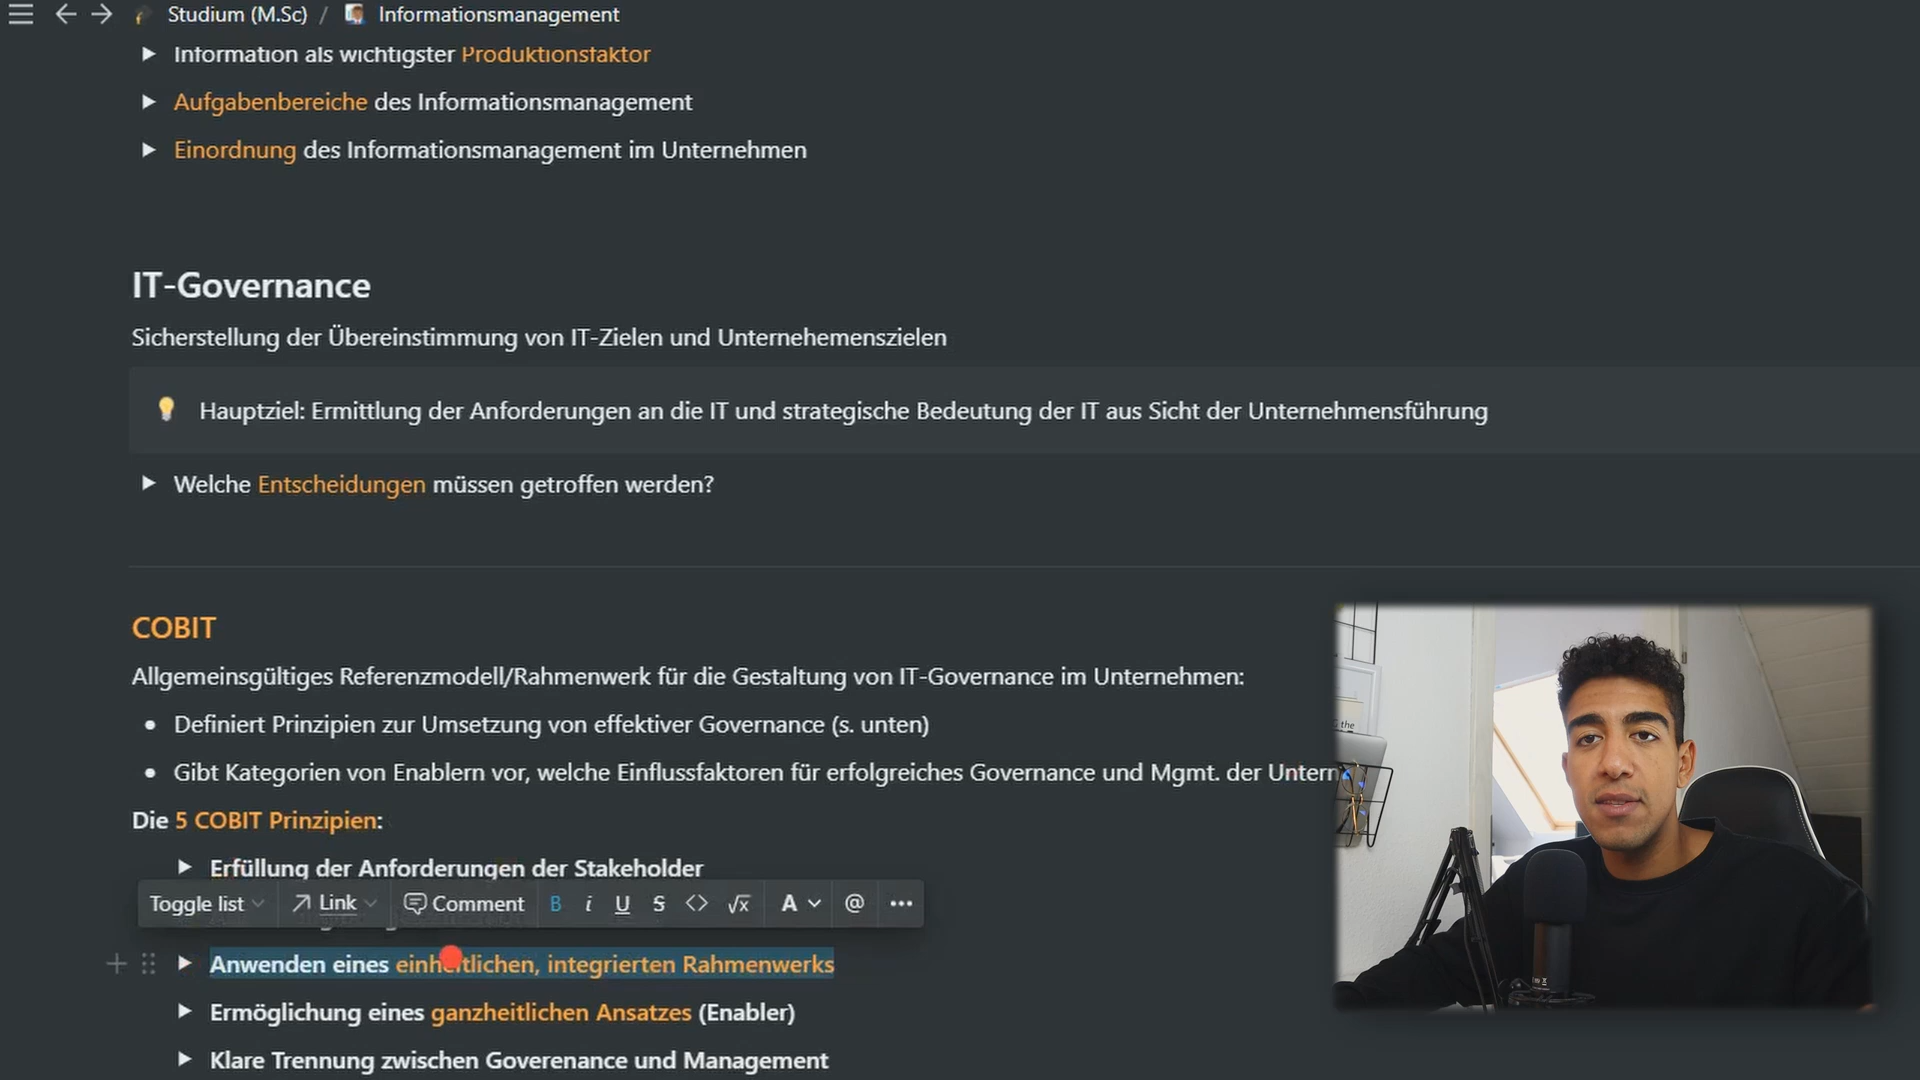 Studium (M.Sc) / Informationsmanagement
Information als wichtigster Produktionsfaktor
Aufgabenbereiche des Informationsmanagement
Einordnung des Informationsmanagement im Unternehmen
IT-Governance
Sicherstellung der Übereinstimmung von IT-Zielen und Unternehemenszielen
Hauptziel: Ermittlung der Anforderungen an die IT und strategische Bedeutung der IT aus Sicht der Unternehmensführung
Welche Entscheidungen müssen getroffen werden?
COBIT
Allgemeinsgültiges Referenzmodell/Rahmenwerk für die Gestaltung von IT-Governance im Unternehmen:
Definiert Prinzipien zur Umsetzung von effektiver Governance (s. unten)
Gibt Kategorien von Enablern vor, welche Einflussfaktoren für erfolgreiches Governance und Mgmt. der
Die 5 COBIT Prinzipien:
Erfüllung der Anforderungen der Stakeholder
Toggle list Link Comment B i U S <> √x A @ •••
Anwenden eines einheitlichen, integrierten Rahmenwerks
Ermöglichung eines ganzheitlichen Ansatzes (Enabler)
Klare Trennung zwischen Goverenance und Management